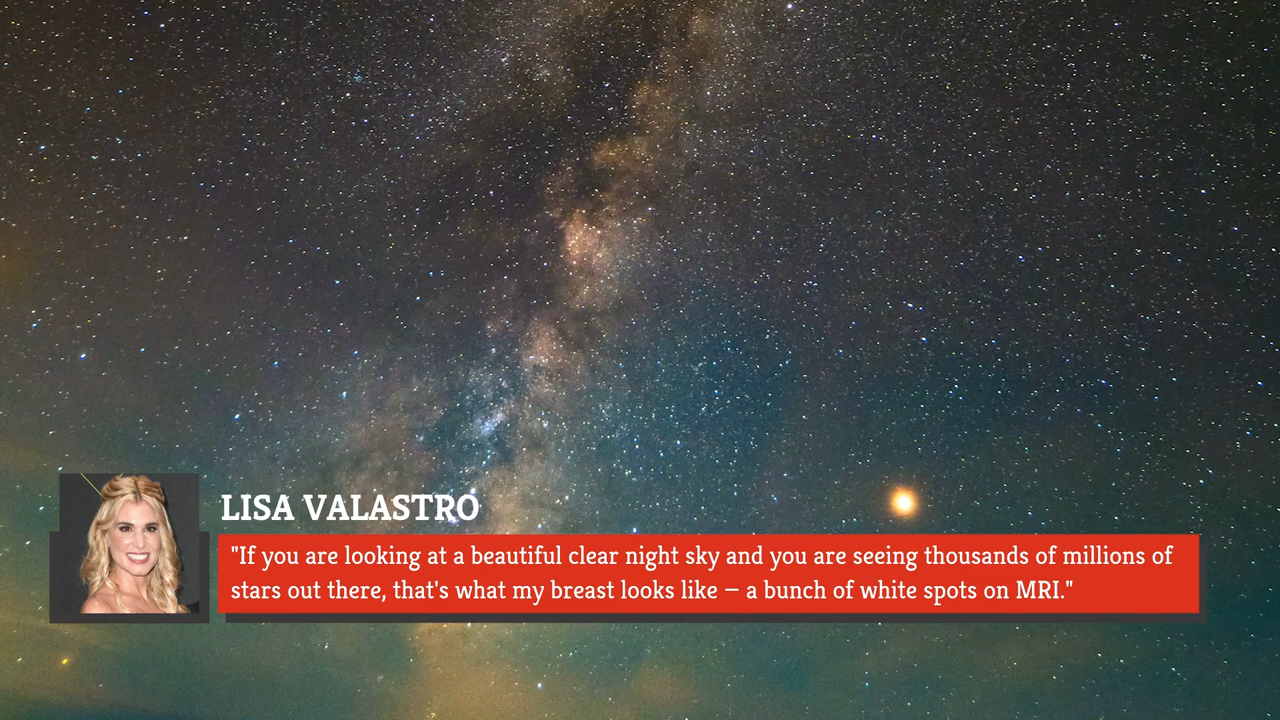 LISA VALASTRO
"If you are looking at a beautiful clear night sky and you are seeing thousands of millions of
stars out there, that's what my breast looks like – a bunch of white spots on MRI."